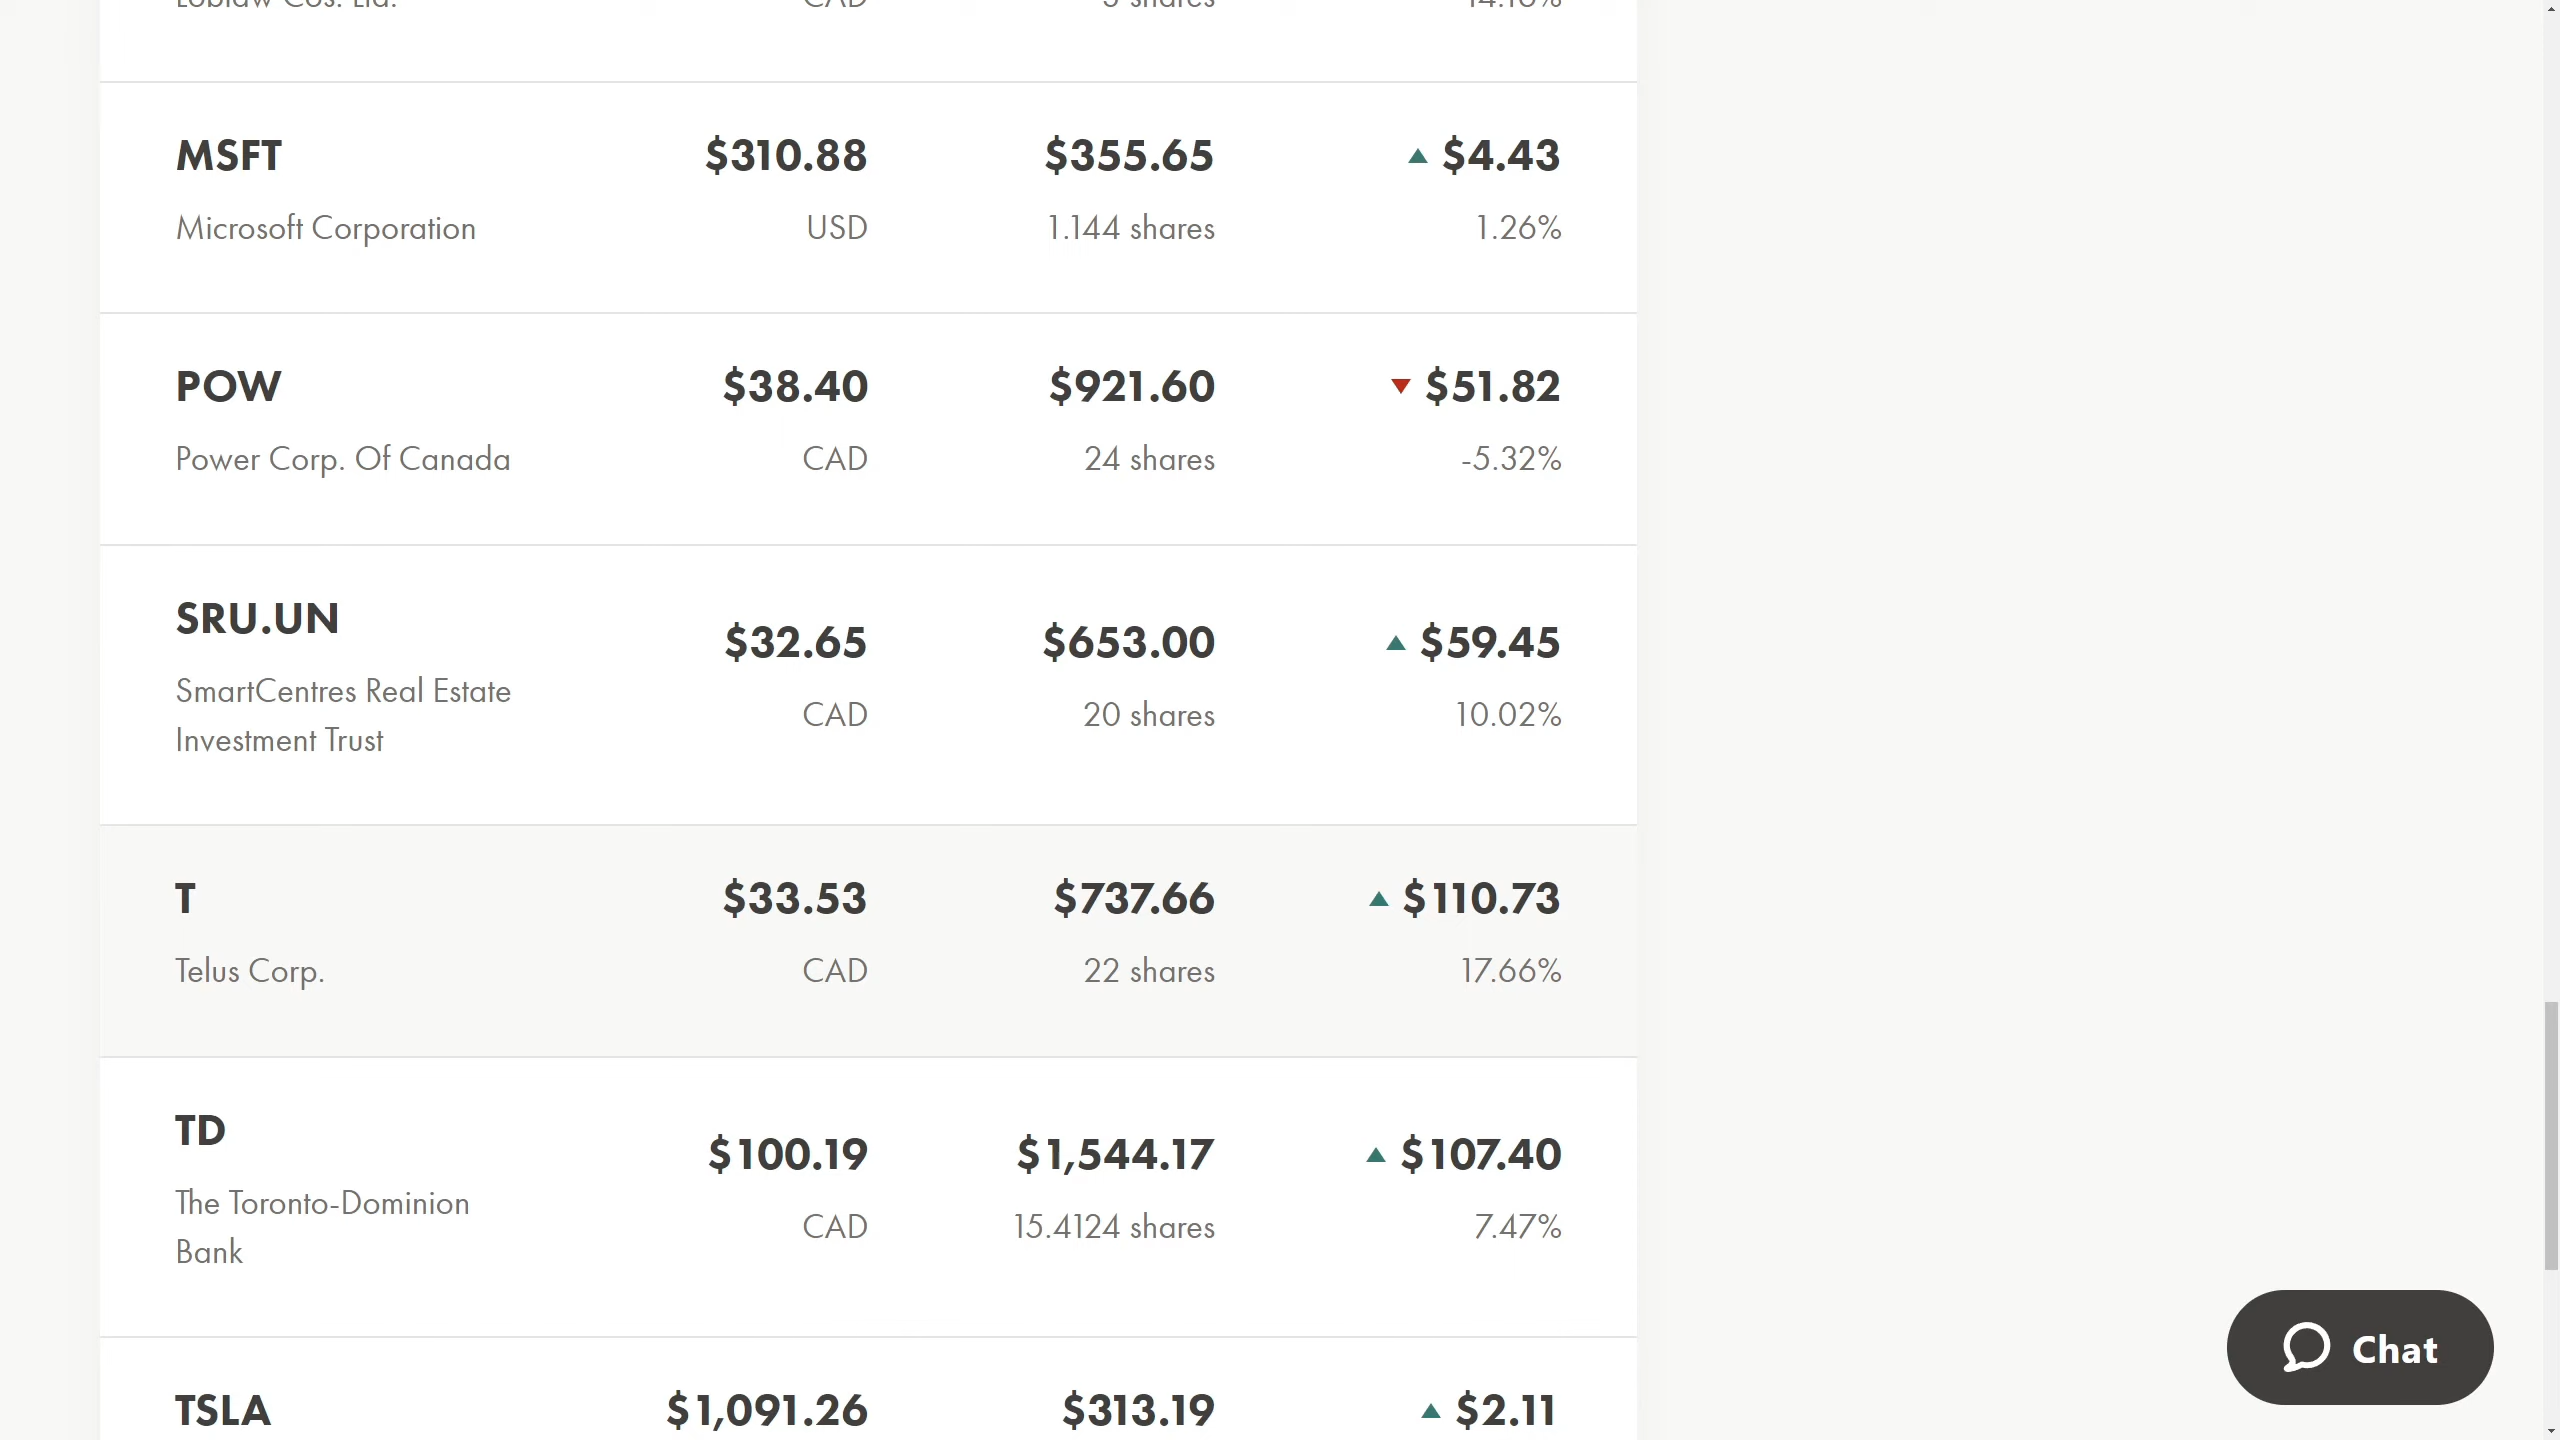 MSFT $310.88 $355.65 $4.43
Microsoft Corporation USD 1.144 shares 1.26%
POW $38.40 $921.60 $51.82
Power Corp. Of Canada CAD 24 shares -5.32%
SRU.UN
$32.65 $653.00 $59.45
SmartCentres Real Estate
CAD 20 shares 10.02%
Investment Trust
T $33.53 $737.66 $110.73
Telus Corp. CAD 22 shares 17.66%
TD
$100.19 $1,544.17 $107.40
The Toronto-Dominion
CAD 15.4124 shares 7.47%
Bank
Chat
TSLA $1,091.26 $313.19 $2.11